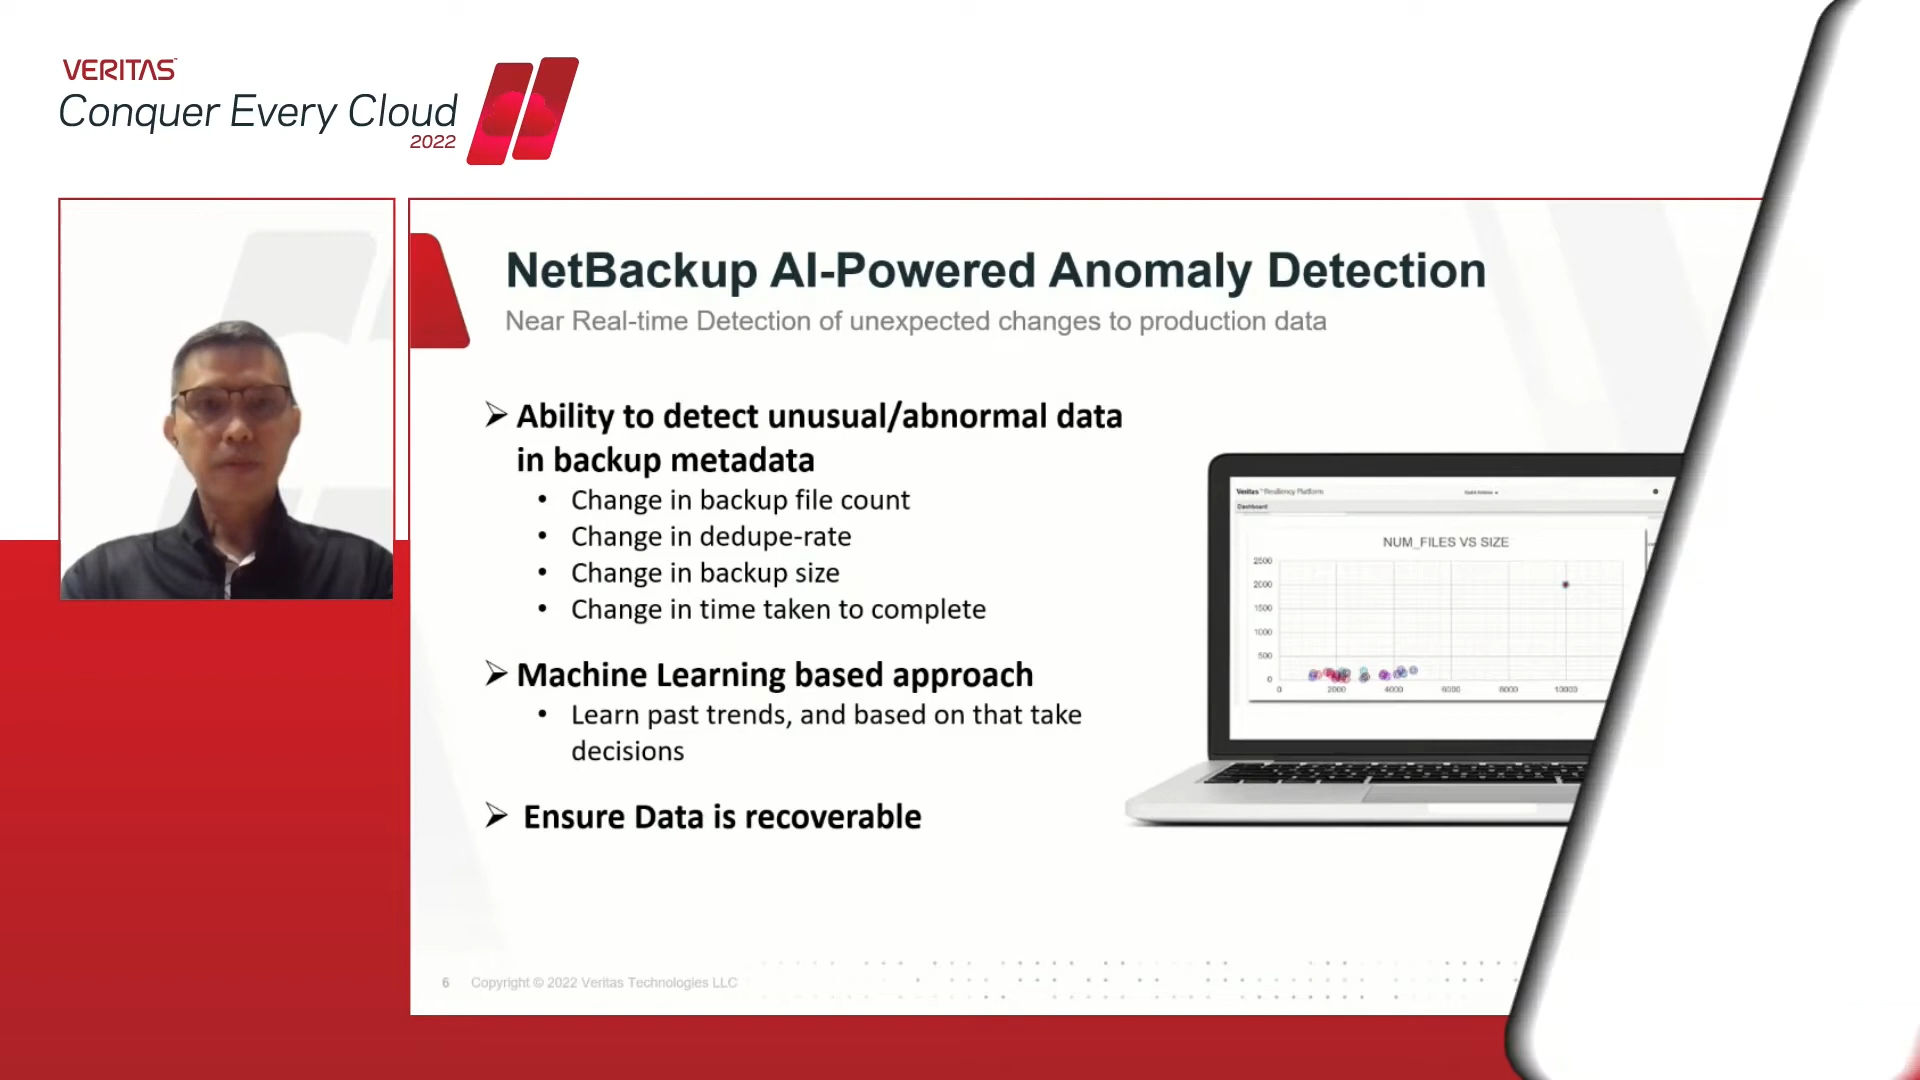 VERITAS
Conquer Every Cloud
2022
NetBackup AI-Powered Anomaly Detection
Near Real-time Detection of unexpected changes to production data
➢ Ability to detect unusual/abnormal data
in backup metadata
• Change in backup file count
• Change in dedupe-rate
• Change in backup size
• Change in time taken to complete
➢ Machine Learning based approach
• Learn past trends, and based on that take
decisions
➢ Ensure Data is recoverable
Veritas Resiliency Platform
Dashboard
NUM_FILES VS SIZE
2500
2000
1500
1000
500
0
0 2000 4000 6000 8000 10000
6 Copyright © 2022 Veritas Technologies LLC